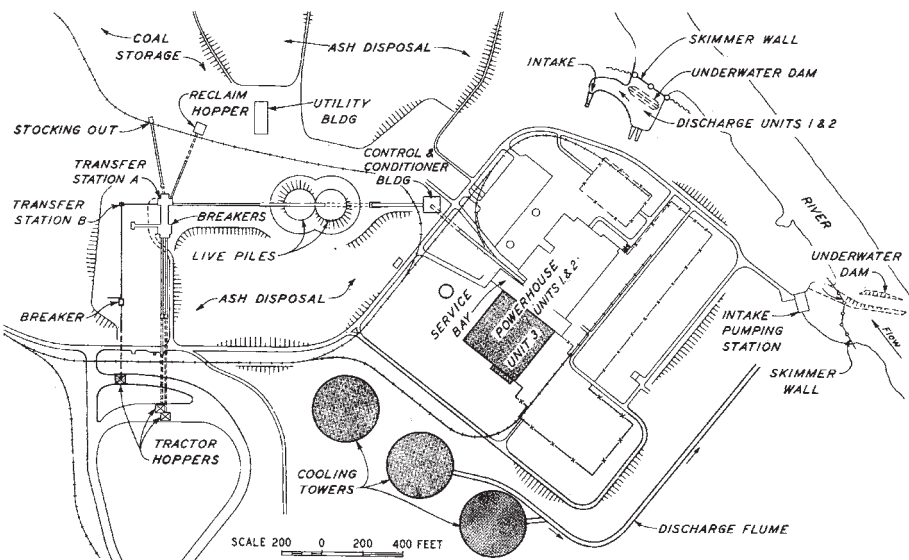 COAL
STORAGE
ASH DISPOSAL
SKIMMER WALL
INTAKE
UNDERWATER DAM
RECLAIM
HOPPER
UTILITY
BLDG
DISCHARGE UNITS 1 & 2
STOCKING OUT
CONTROL &
CONDITIONER
BLDG
TRANSFER
STATION A
TRANSFER
STATION B
BREAKERS
LIVE PILES
RIVER
UNDERWATER
DAM
ASH DISPOSAL
SERVICE
BAY
POWERHOUSE
UNITS 1 & 2
UNIT 3
BREAKER
INTAKE
PUMPING
STATION
FLOW
SKIMMER
WALL
TRACTOR
HOPPERS
COOLING
TOWERS
DISCHARGE FLUME
SCALE 200 0 200 400 FEET